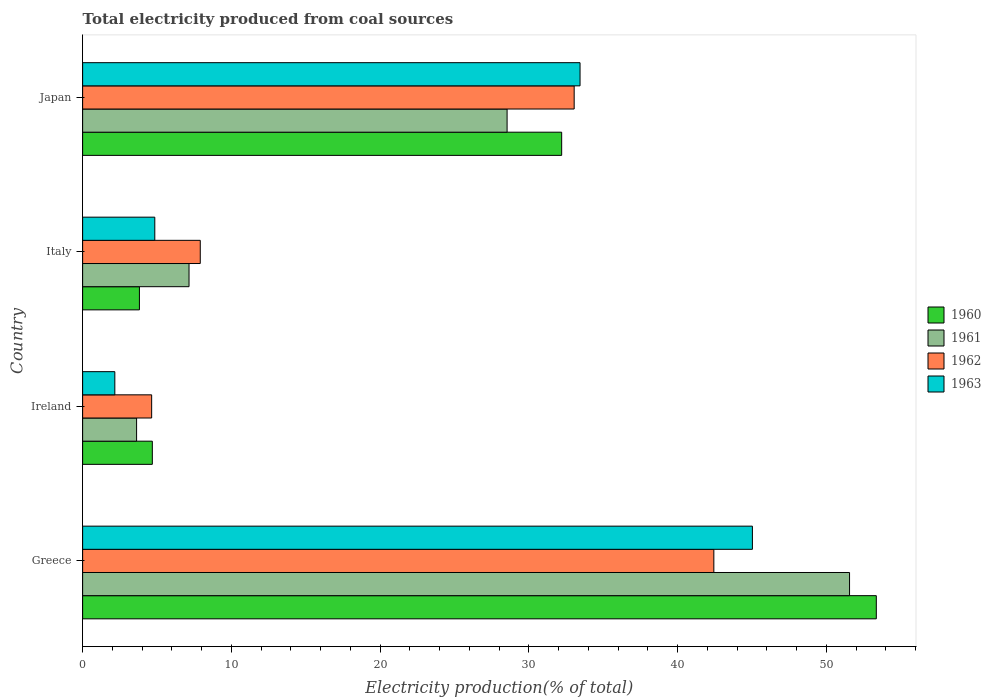 Total electricity produced from coal sources
Country
Japan
Italy
Ireland
Greece
0
10
20
30
40
50
Electricity production(% of total)
1960
1961
1962
1963